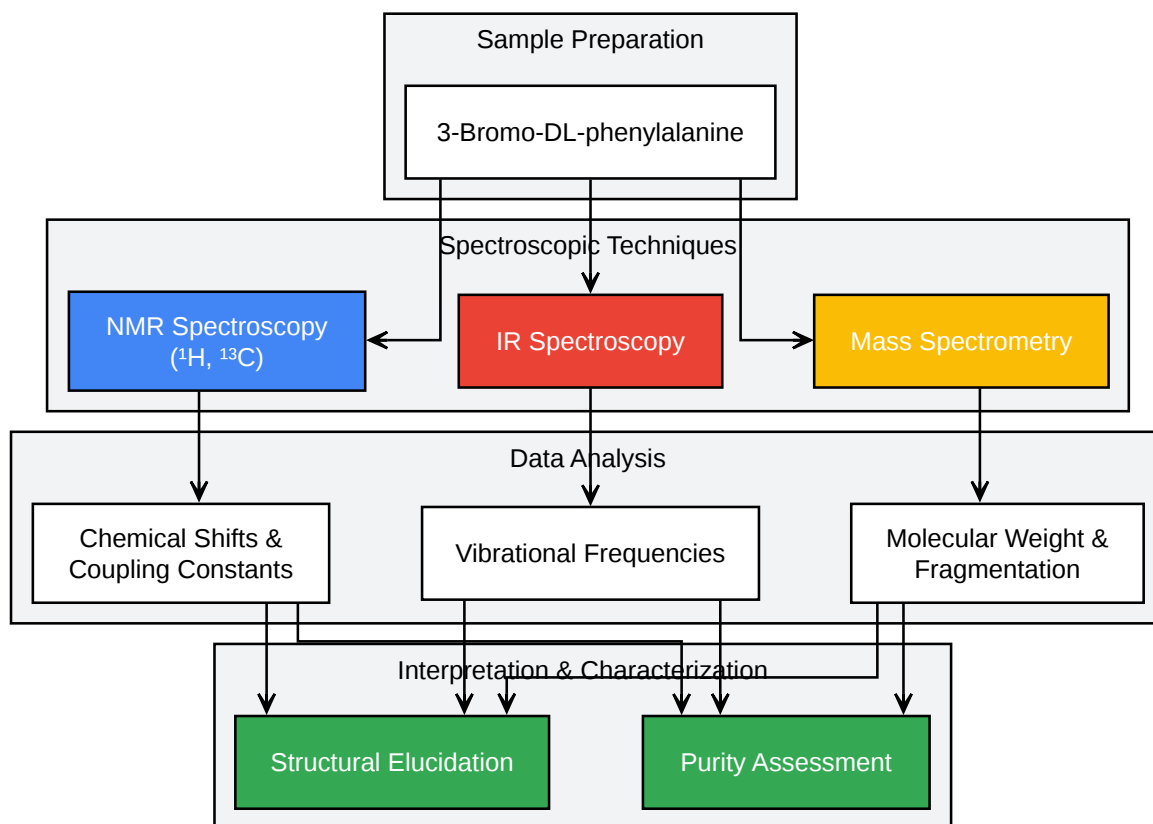 Sample Preparation
3-Bromo-DL-phenylalanine
Spectroscopic Techniques
NMR Spectroscopy
(¹H, ¹³C)
IR Spectroscopy
Mass Spectrometry
Data Analysis
Chemical Shifts &
Coupling Constants
Vibrational Frequencies
Molecular Weight &
Fragmentation
Interpretation & Characterization
Structural Elucidation
Purity Assessment